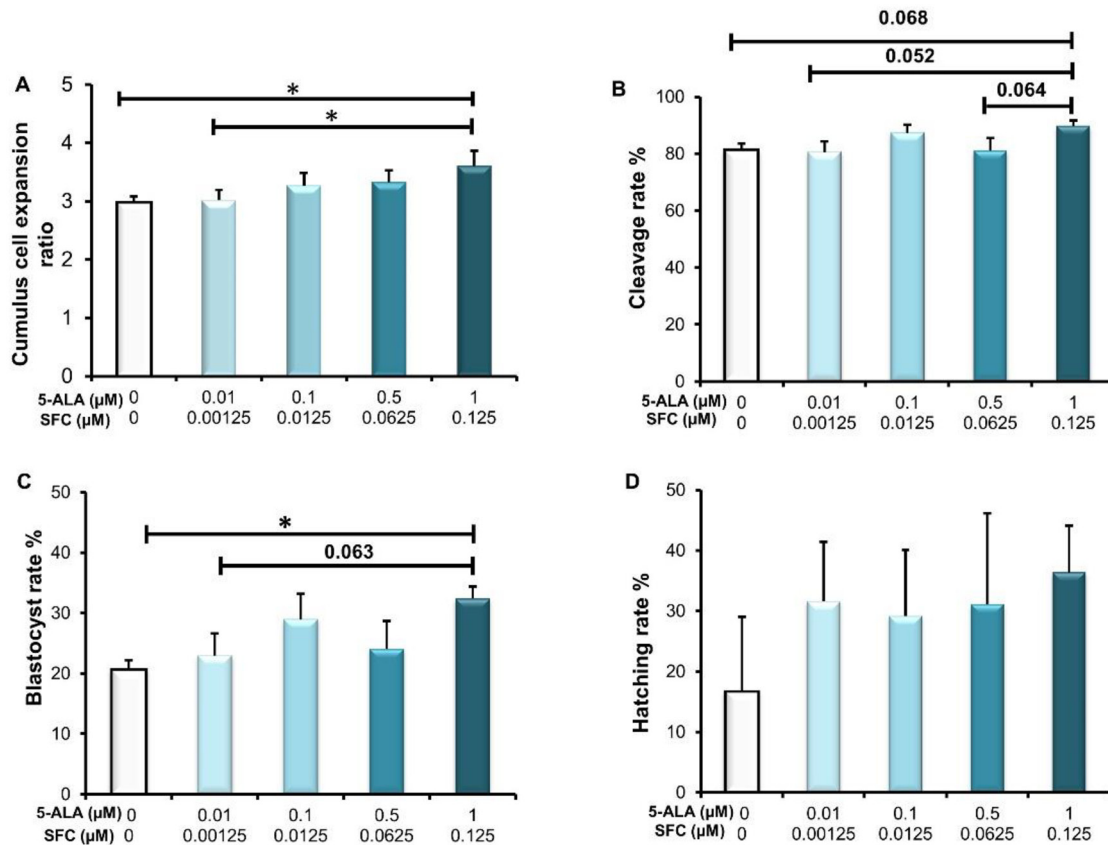 A
Cumulus cell expansion
ratio
5
4
3
2
1
0
*
*
5-ALA (µM) 0 0.01 0.1 0.5 1
SFC (µM) 0 0.00125 0.0125 0.0625 0.125
B
Cleavage rate %
0.068
0.052
0.064
100
80
60
40
20
0
5-ALA (µM) 0 0.01 0.1 0.5 1
SFC (µM) 0 0.00125 0.0125 0.0625 0.125
C
Blastocyst rate %
50
40
30
20
10
0
*
0.063
5-ALA (µM) 0 0.01 0.1 0.5 1
SFC (µM) 0 0.00125 0.0125 0.0625 0.125
D
Hatching rate %
50
40
30
20
10
0
5-ALA (µM) 0 0.01 0.1 0.5 1
SFC (µM) 0 0.00125 0.0125 0.0625 0.125